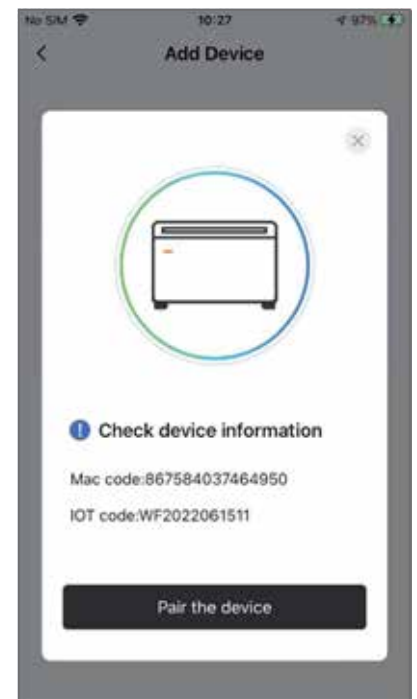 No SIM 10:27 97%
Add Device
Check device information
Mac code:867584037464950
IOT code:WF2022061511
Pair the device